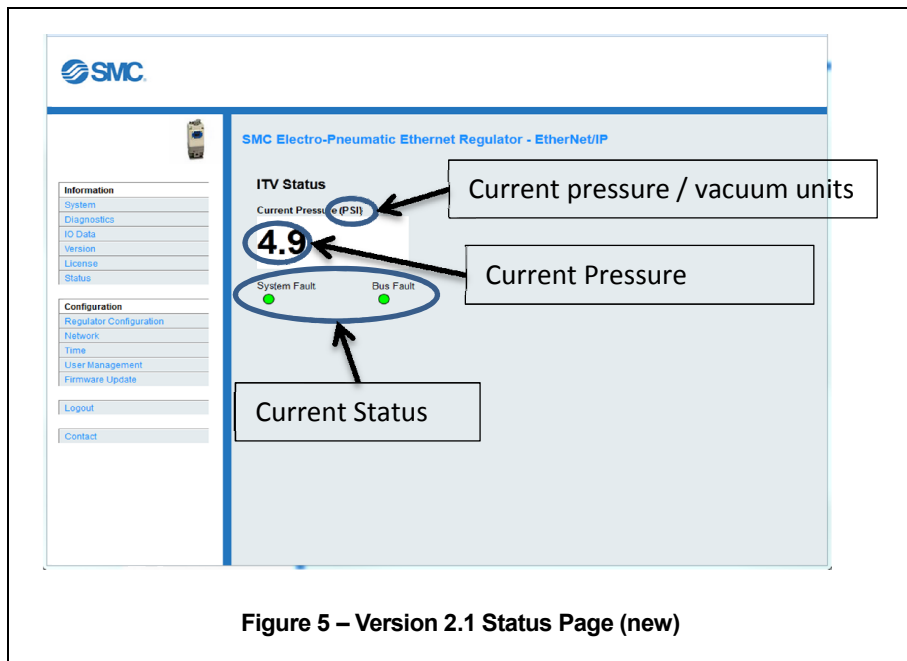 SMC.
SMC Electro-Pneumatic Ethernet Regulator - EtherNet/IP
Information
System
Diagnostics
IO Data
Version
License
Status
Configuration
Regulator Configuration
Network
Time
User Management
Firmware Update
Logout
Contact
ITV Status
Current Pressure (PSI)
4.9
System Fault Bus Fault
Current pressure / vacuum units
Current Pressure
Current Status
Figure 5 – Version 2.1 Status Page (new)